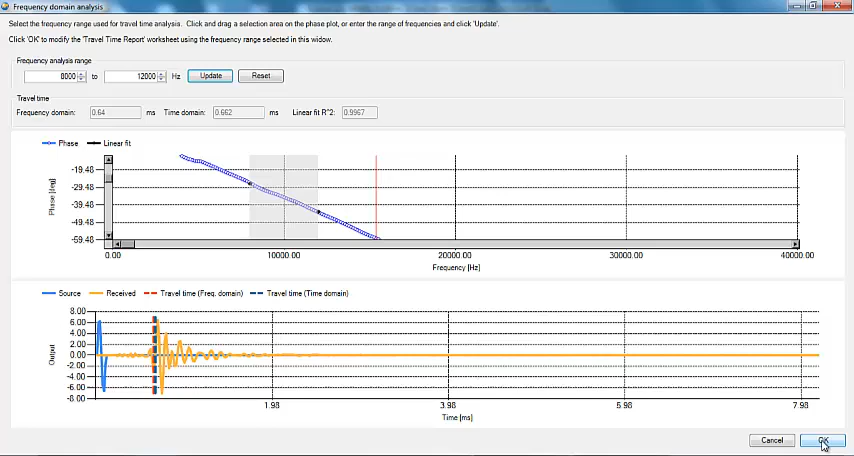 Frequency domain analysis
Select the frequency range used for travel time analysis. Click and drag a selection area on the phase plot, or enter the range of frequencies and click 'Update'.
Click 'OK' to modify the 'Travel Time Report' worksheet using the frequency range selected in this widow.
Frequency analysis range
8000 to 12000 Hz Update Reset
Travel time
Frequency domain: 0.64 ms Time domain: 0.662 ms Linear fit R^2: 0.9967
Phase Linear fit
Phase [deg]
-19.48
-29.48
-39.48
-49.48
-59.48
0.00 10000.00 20000.00 30000.00 40000.00
Frequency [Hz]
Source Received Travel time (Freq. domain) Travel time (Time domain)
Output
8.00
6.00
4.00
2.00
0.00
-2.00
-4.00
-6.00
-8.00
1.98 3.98 5.98 7.98
Time [ms]
Cancel OK